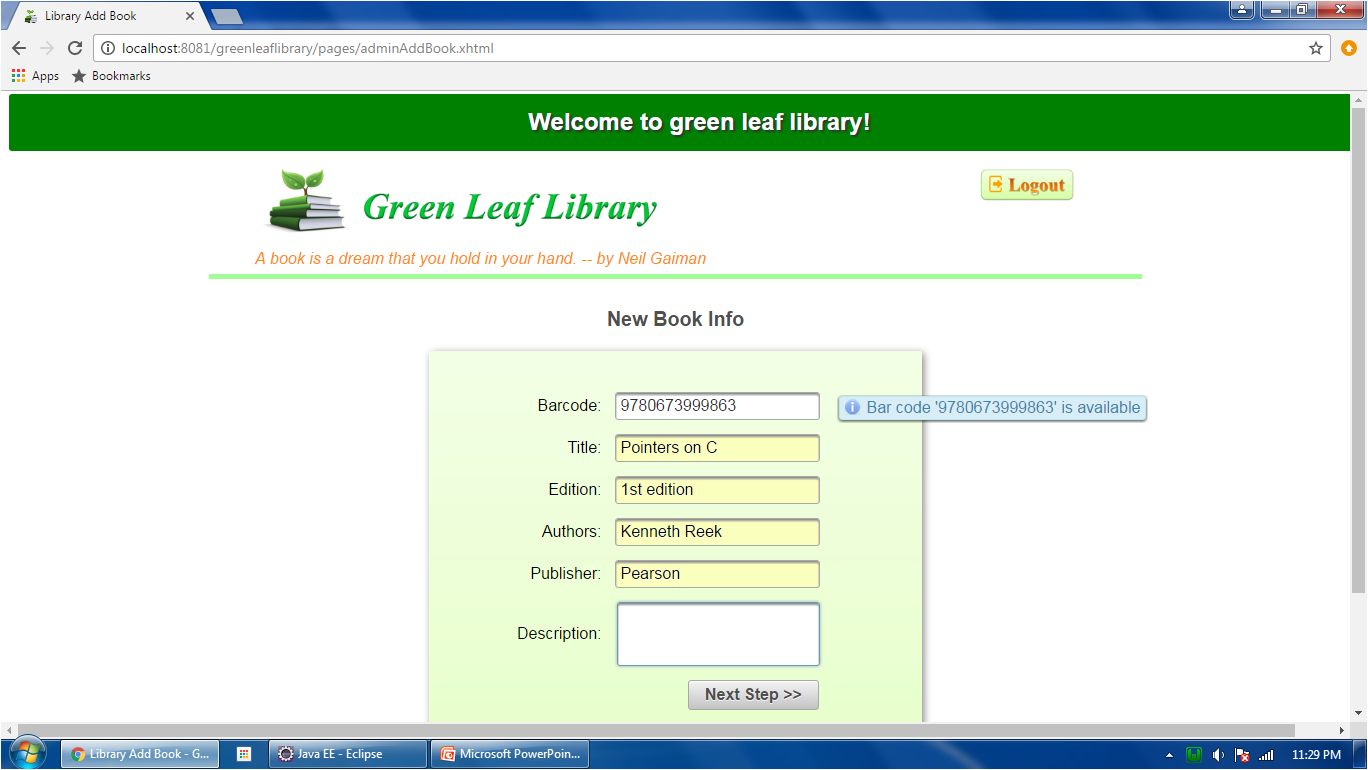 Library Add Book
localhost:8081/greenleaflibrary/pages/adminAddBook.xhtml
Apps Bookmarks
Welcome to green leaf library!
Green Leaf Library
Logout
A book is a dream that you hold in your hand. -- by Neil Gaiman
New Book Info
Barcode: 9780673999863 Bar code '9780673999863' is available
Title: Pointers on C
Edition: 1st edition
Authors: Kenneth Reek
Publisher: Pearson
Description:
Next Step >>
Library Add Book - G... Java EE - Eclipse Microsoft PowerPoin... 11:29 PM